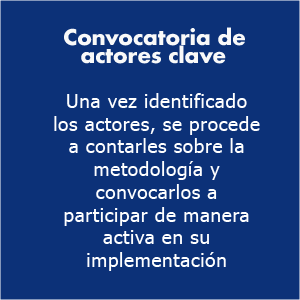 Convocatoria de
actores clave
Una vez identificado
los actores, se procede
a contarles sobre la
metodología y
convocarlos a
participar de manera
activa en su
implementación